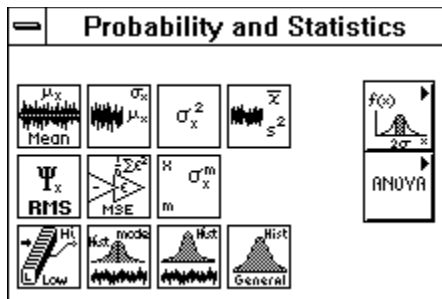 Probability and Statistics
μx
Mean
σx
μx
σx²
x̄
s²
f(x)
2σ x
Ψx
RMS
½Σε²
ε
MSE
x
σxᵐ
m
ANOVA
Hi
L Low
mode
Hist
Hist
Hist
General